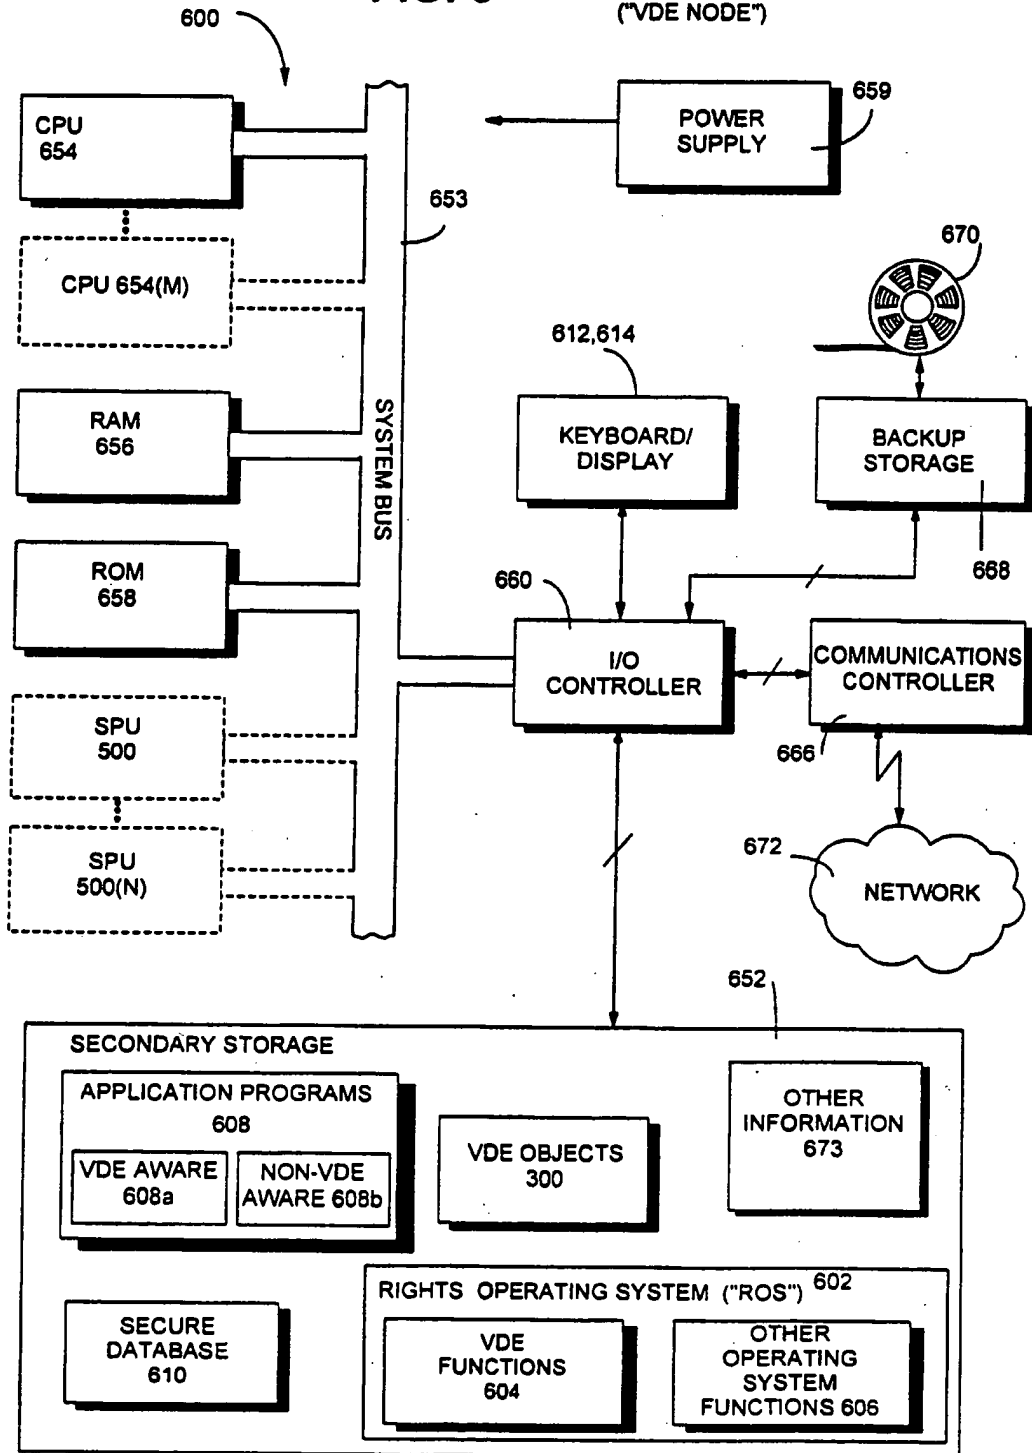 ("VDE NODE")
600
CPU
654
POWER
SUPPLY
659
653
CPU 654(M)
670
612,614
RAM
656
SYSTEM BUS
KEYBOARD/
DISPLAY
BACKUP
STORAGE
668
ROM
658
660
I/O
CONTROLLER
COMMUNICATIONS
CONTROLLER
666
SPU
500
SPU
500(N)
672
NETWORK
652
SECONDARY STORAGE
APPLICATION PROGRAMS
608
VDE AWARE
608a
NON-VDE
AWARE 608b
VDE OBJECTS
300
OTHER
INFORMATION
673
SECURE
DATABASE
610
RIGHTS OPERATING SYSTEM ("ROS") 602
VDE
FUNCTIONS
604
OTHER
OPERATING
SYSTEM
FUNCTIONS 606